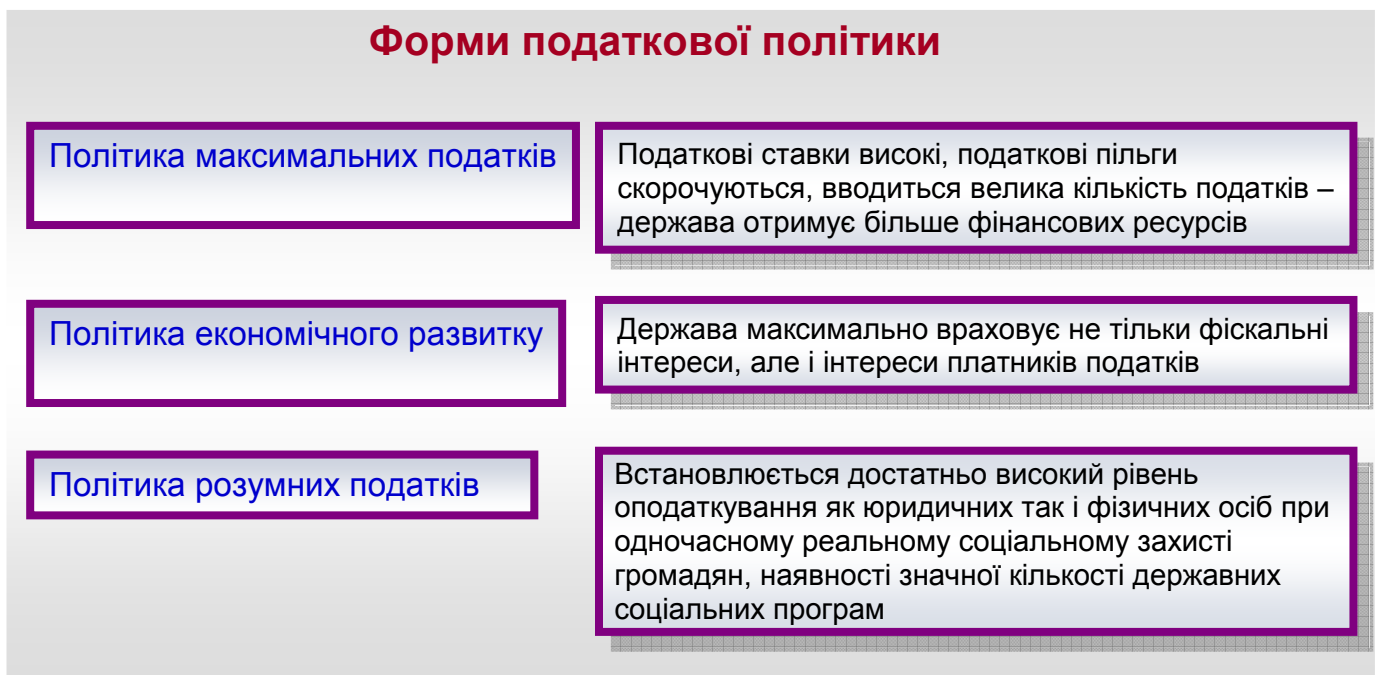 Форми податкової політики
Політика максимальних податків
Податкові ставки високі, податкові пільги
скорочуються, вводиться велика кількість податків –
держава отримує більше фінансових ресурсів
Політика економічного развитку
Держава максимально враховує не тільки фіскальні
інтереси, але і інтереси платників податків
Політика розумних податків
Встановлюється достатньо високий рівень
оподаткування як юридичних так і фізичних осіб при
одночасному реальному соціальному захисті
громадян, наявності значної кількості державних
соціальних програм